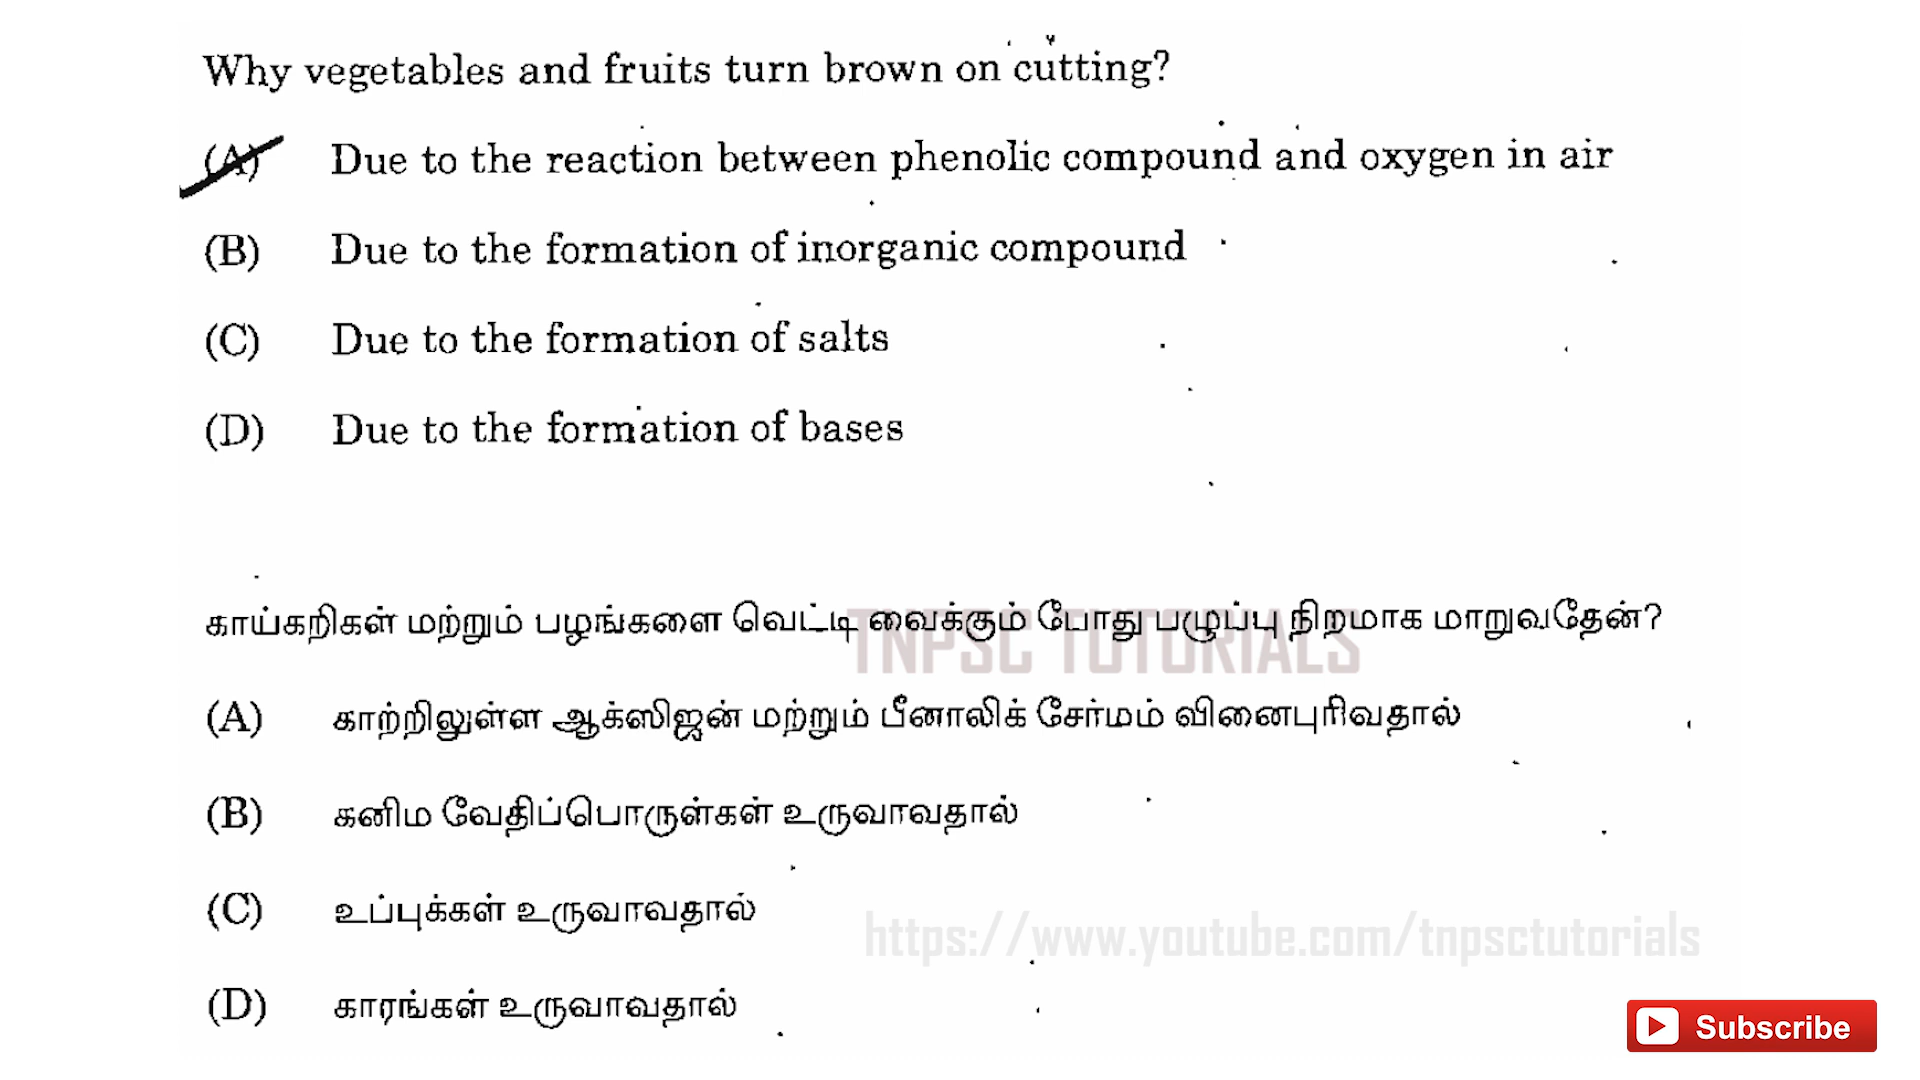 Why vegetables and fruits turn brown on cutting?
(A) Due to the reaction between phenolic compound and oxygen in air
(B) Due to the formation of inorganic compound
(C) Due to the formation of salts
(D) Due to the formation of bases
காய்கறிகள் மற்றும் பழங்களை வெட்டி வைக்கும் போது பழுப்பு நிறமாக மாறுவதேன்?
TNPSC TUTORIALS
(A) காற்றிலுள்ள ஆக்ஸிஜன் மற்றும் பீனாலிக் சேர்மம் வினைபுரிவதால்
(B) கனிம வேதிப்பொருள்கள் உருவாவதால்
(C) உப்புக்கள் உருவாவதால்
https://www.youtube.com/tnpsctutorials
(D) காரங்கள் உருவாவதால்
Subscribe